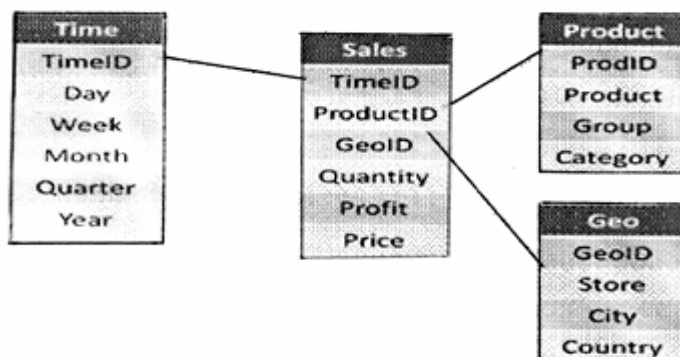 Time
TimeID
Day
Week
Month
Quarter
Year
Sales
TimeID
ProductID
GeoID
Quantity
Profit
Price
Product
ProdID
Product
Group
Category
Geo
GeoID
Store
City
Country